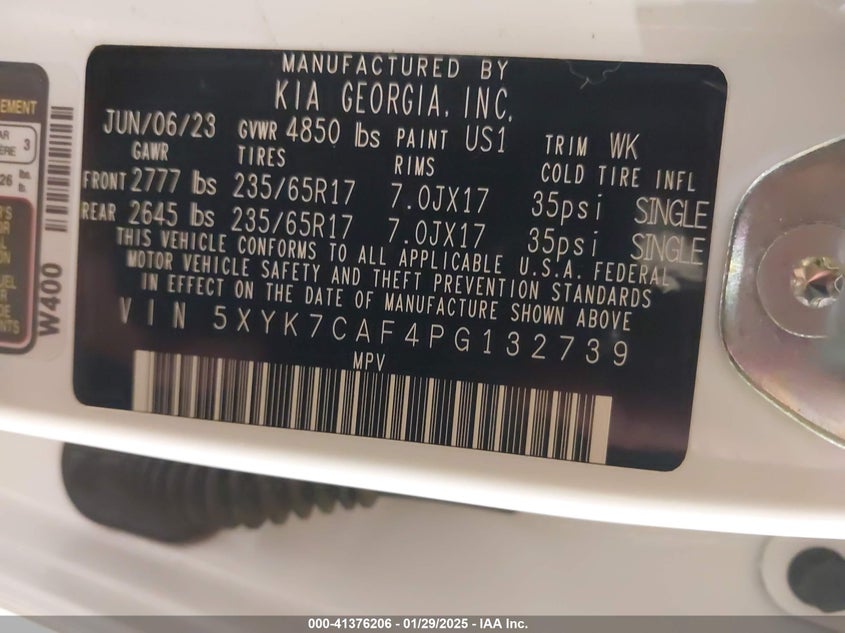 MANUFACTURED BY
KIA GEORGIA, INC.
JUN/06/23 GVWR 4850 lbs PAINT US1 TRIM WK
GAWR TIRES RIMS COLD TIRE INFL
FRONT 2777 lbs 235/65R17 7.0JX17 35psi SINGLE
REAR 2645 lbs 235/65R17 7.0JX17 35psi SINGLE
THIS VEHICLE CONFORMS TO ALL APPLICABLE U.S.A. FEDERAL
MOTOR VEHICLE SAFETY AND THEFT PREVENTION STANDARDS
IN EFFECT ON THE DATE OF MANUFACTURE SHOWN ABOVE
VIN 5XYK7CAF4PG132739
MPV
W400
3
26 lbs.
000-41376206 - 01/29/2025 - IAA Inc.